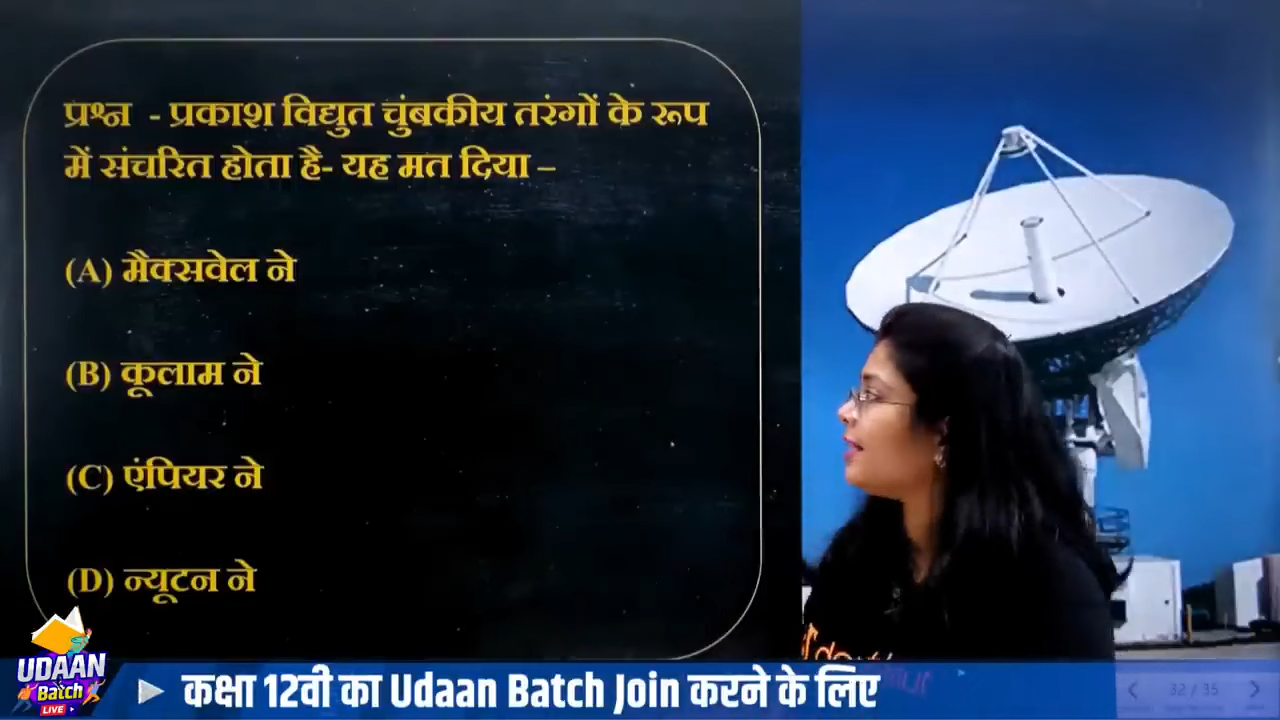 प्रश्न - प्रकाश विद्युत चुंबकीय तरंगों के रूप
में संचरित होता है- यह मत दिया –
(A) मैक्सवेल ने
(B) कूलाम ने
(C) एंपियर ने
(D) न्यूटन ने
UDAAN
Batch
LIVE
कक्षा 12वी का Udaan Batch Join करने के लिए
32 / 35